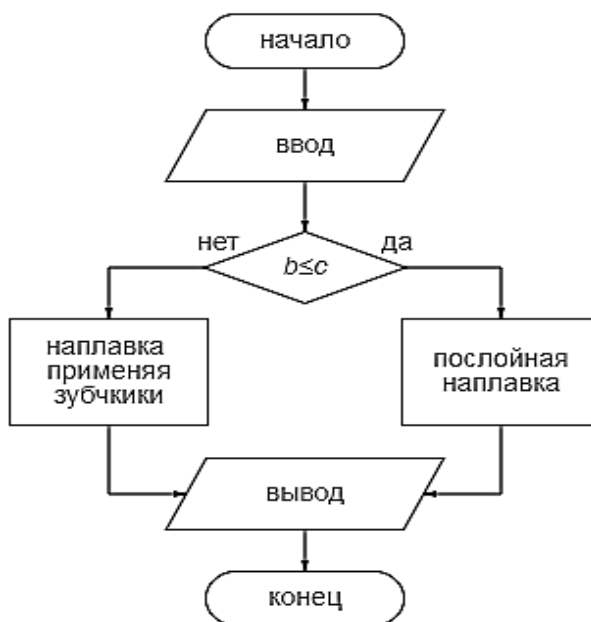 начало
ввод
нет
да
b≤c
наплавка
применяя
зубчкики
послойная
наплавка
вывод
конец